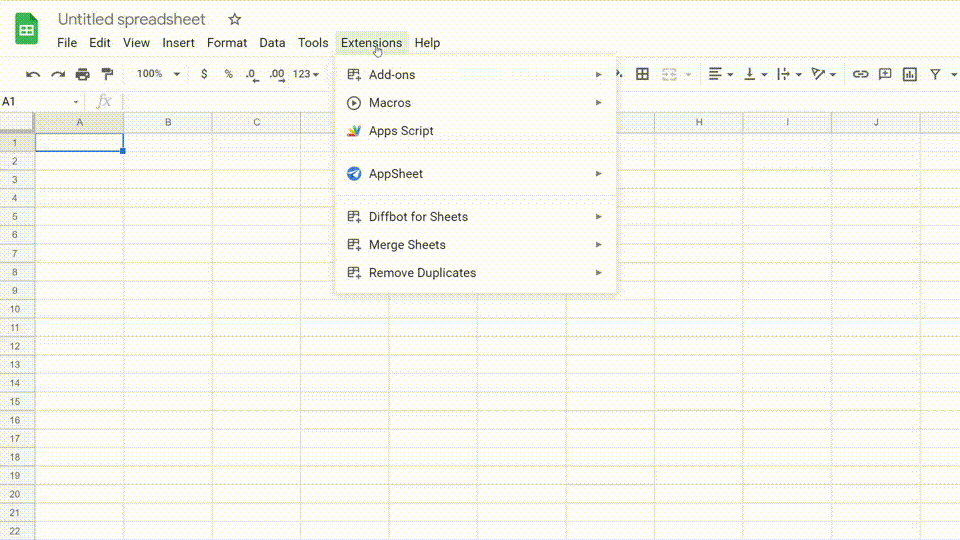 Untitled spreadsheet
File Edit View Insert Format Data Tools Extensions Help
100% $ % .0 .00 123
A1 fx
A B C H I J
Add-ons
Macros
Apps Script
AppSheet
Diffbot for Sheets
Merge Sheets
Remove Duplicates
1
2
3
4
5
6
7
8
9
10
11
12
13
14
15
16
17
18
19
20
21
22